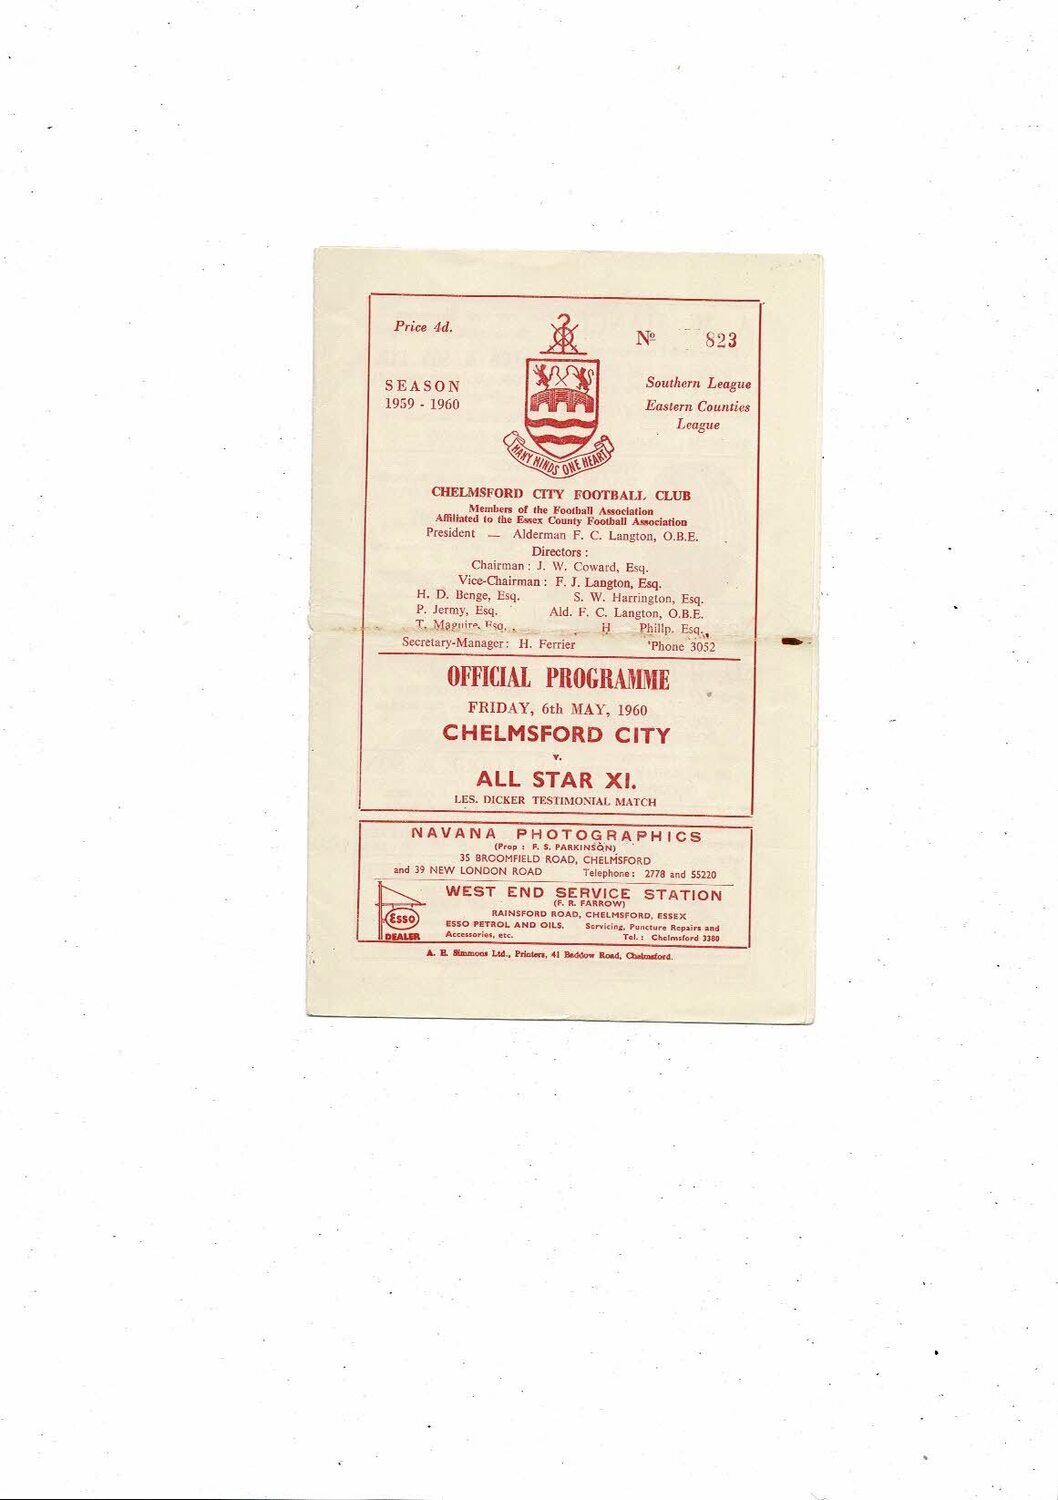 Price 4d.
Nº 823
SEASON
1959 - 1960
Southern League
Eastern Counties
League
MANY MINDS ONE HEART
CHELMSFORD CITY FOOTBALL CLUB
Members of the Football Association
Affiliated to the Essex County Football Association
President — Alderman F. C. Langton, O.B.E.
Directors :
Chairman : J. W. Coward, Esq.
Vice-Chairman : F. J. Langton, Esq.
H. D. Benge, Esq. S. W. Harrington, Esq.
P. Jermy, Esq. Ald. F. C. Langton, O.B.E.
T. Maguire, Esq. H Phillp. Esq.
Secretary-Manager : H. Ferrier 'Phone 3052
OFFICIAL PROGRAMME
FRIDAY, 6th MAY, 1960
CHELMSFORD CITY
v.
ALL STAR XI.
LES. DICKER TESTIMONIAL MATCH
NAVANA PHOTOGRAPHICS
(Prop : F. S. PARKINSON)
35 BROOMFIELD ROAD, CHELMSFORD
and 39 NEW LONDON ROAD Telephone : 2778 and 55220
WEST END SERVICE STATION
(F. R. FARROW)
RAINSFORD ROAD, CHELMSFORD, ESSEX
ESSO PETROL AND OILS. Servicing, Puncture Repairs and
Accessories, etc. Tel. : Chelmsford 3380
Esso
DEALER
A. E. Simmons Ltd., Printers, 41 Baddow Road, Chelmsford.